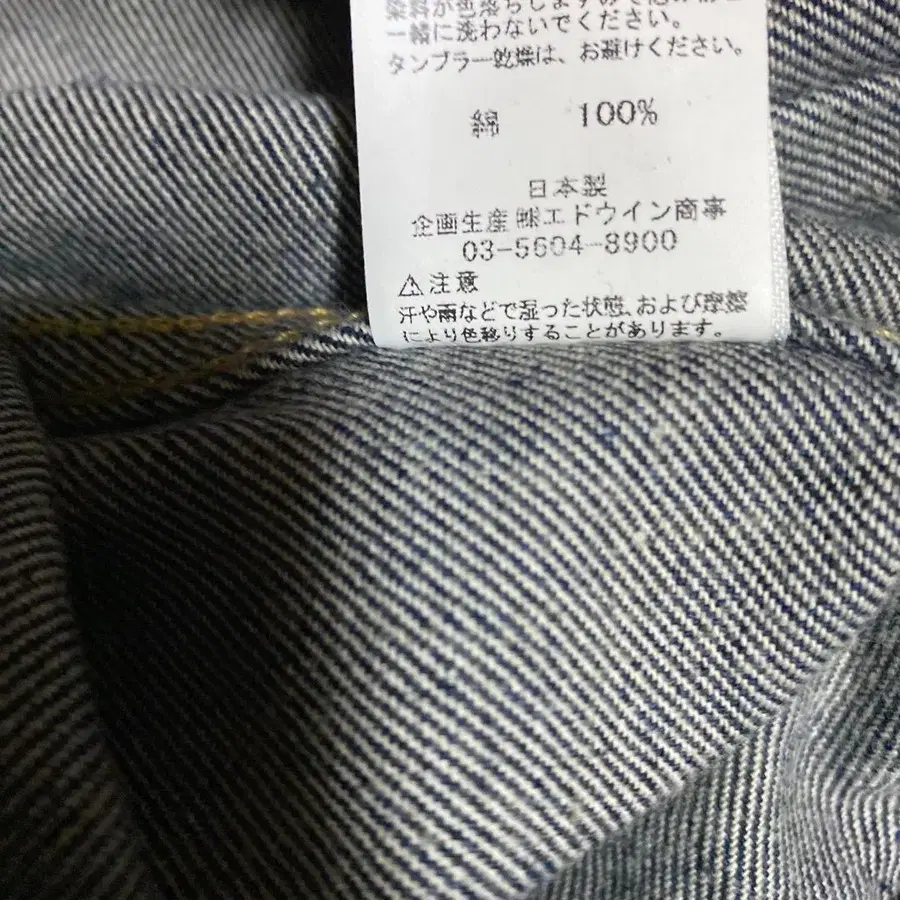 染料が色落ちしますので他の物と
一緒に洗わないでください。
タンブラー乾燥は、お避けください。
綿 100%
日本製
企画生産 ㈱エドウイン商事
03-5604-8900
⚠注意
汗や雨などで湿った状態、および摩擦
により色移りすることがあります。